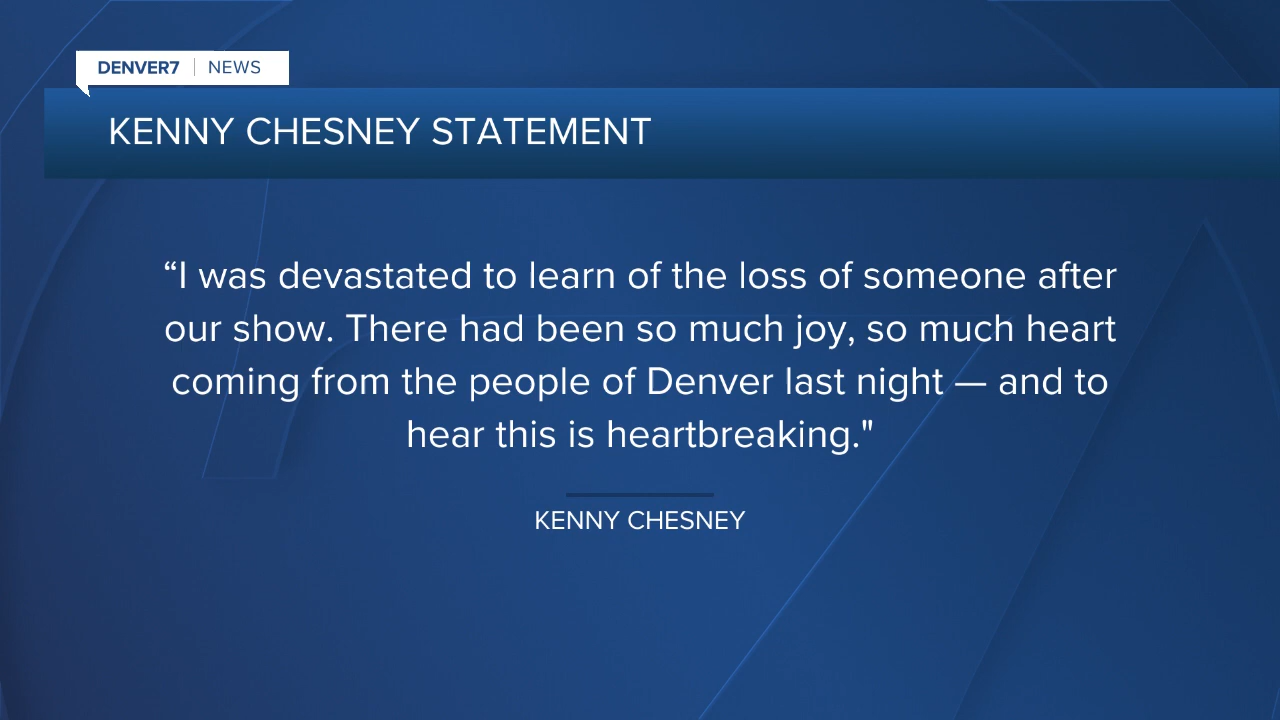 DENVER7 | NEWS
KENNY CHESNEY STATEMENT
“I was devastated to learn of the loss of someone after
our show. There had been so much joy, so much heart
coming from the people of Denver last night — and to
hear this is heartbreaking."
KENNY CHESNEY